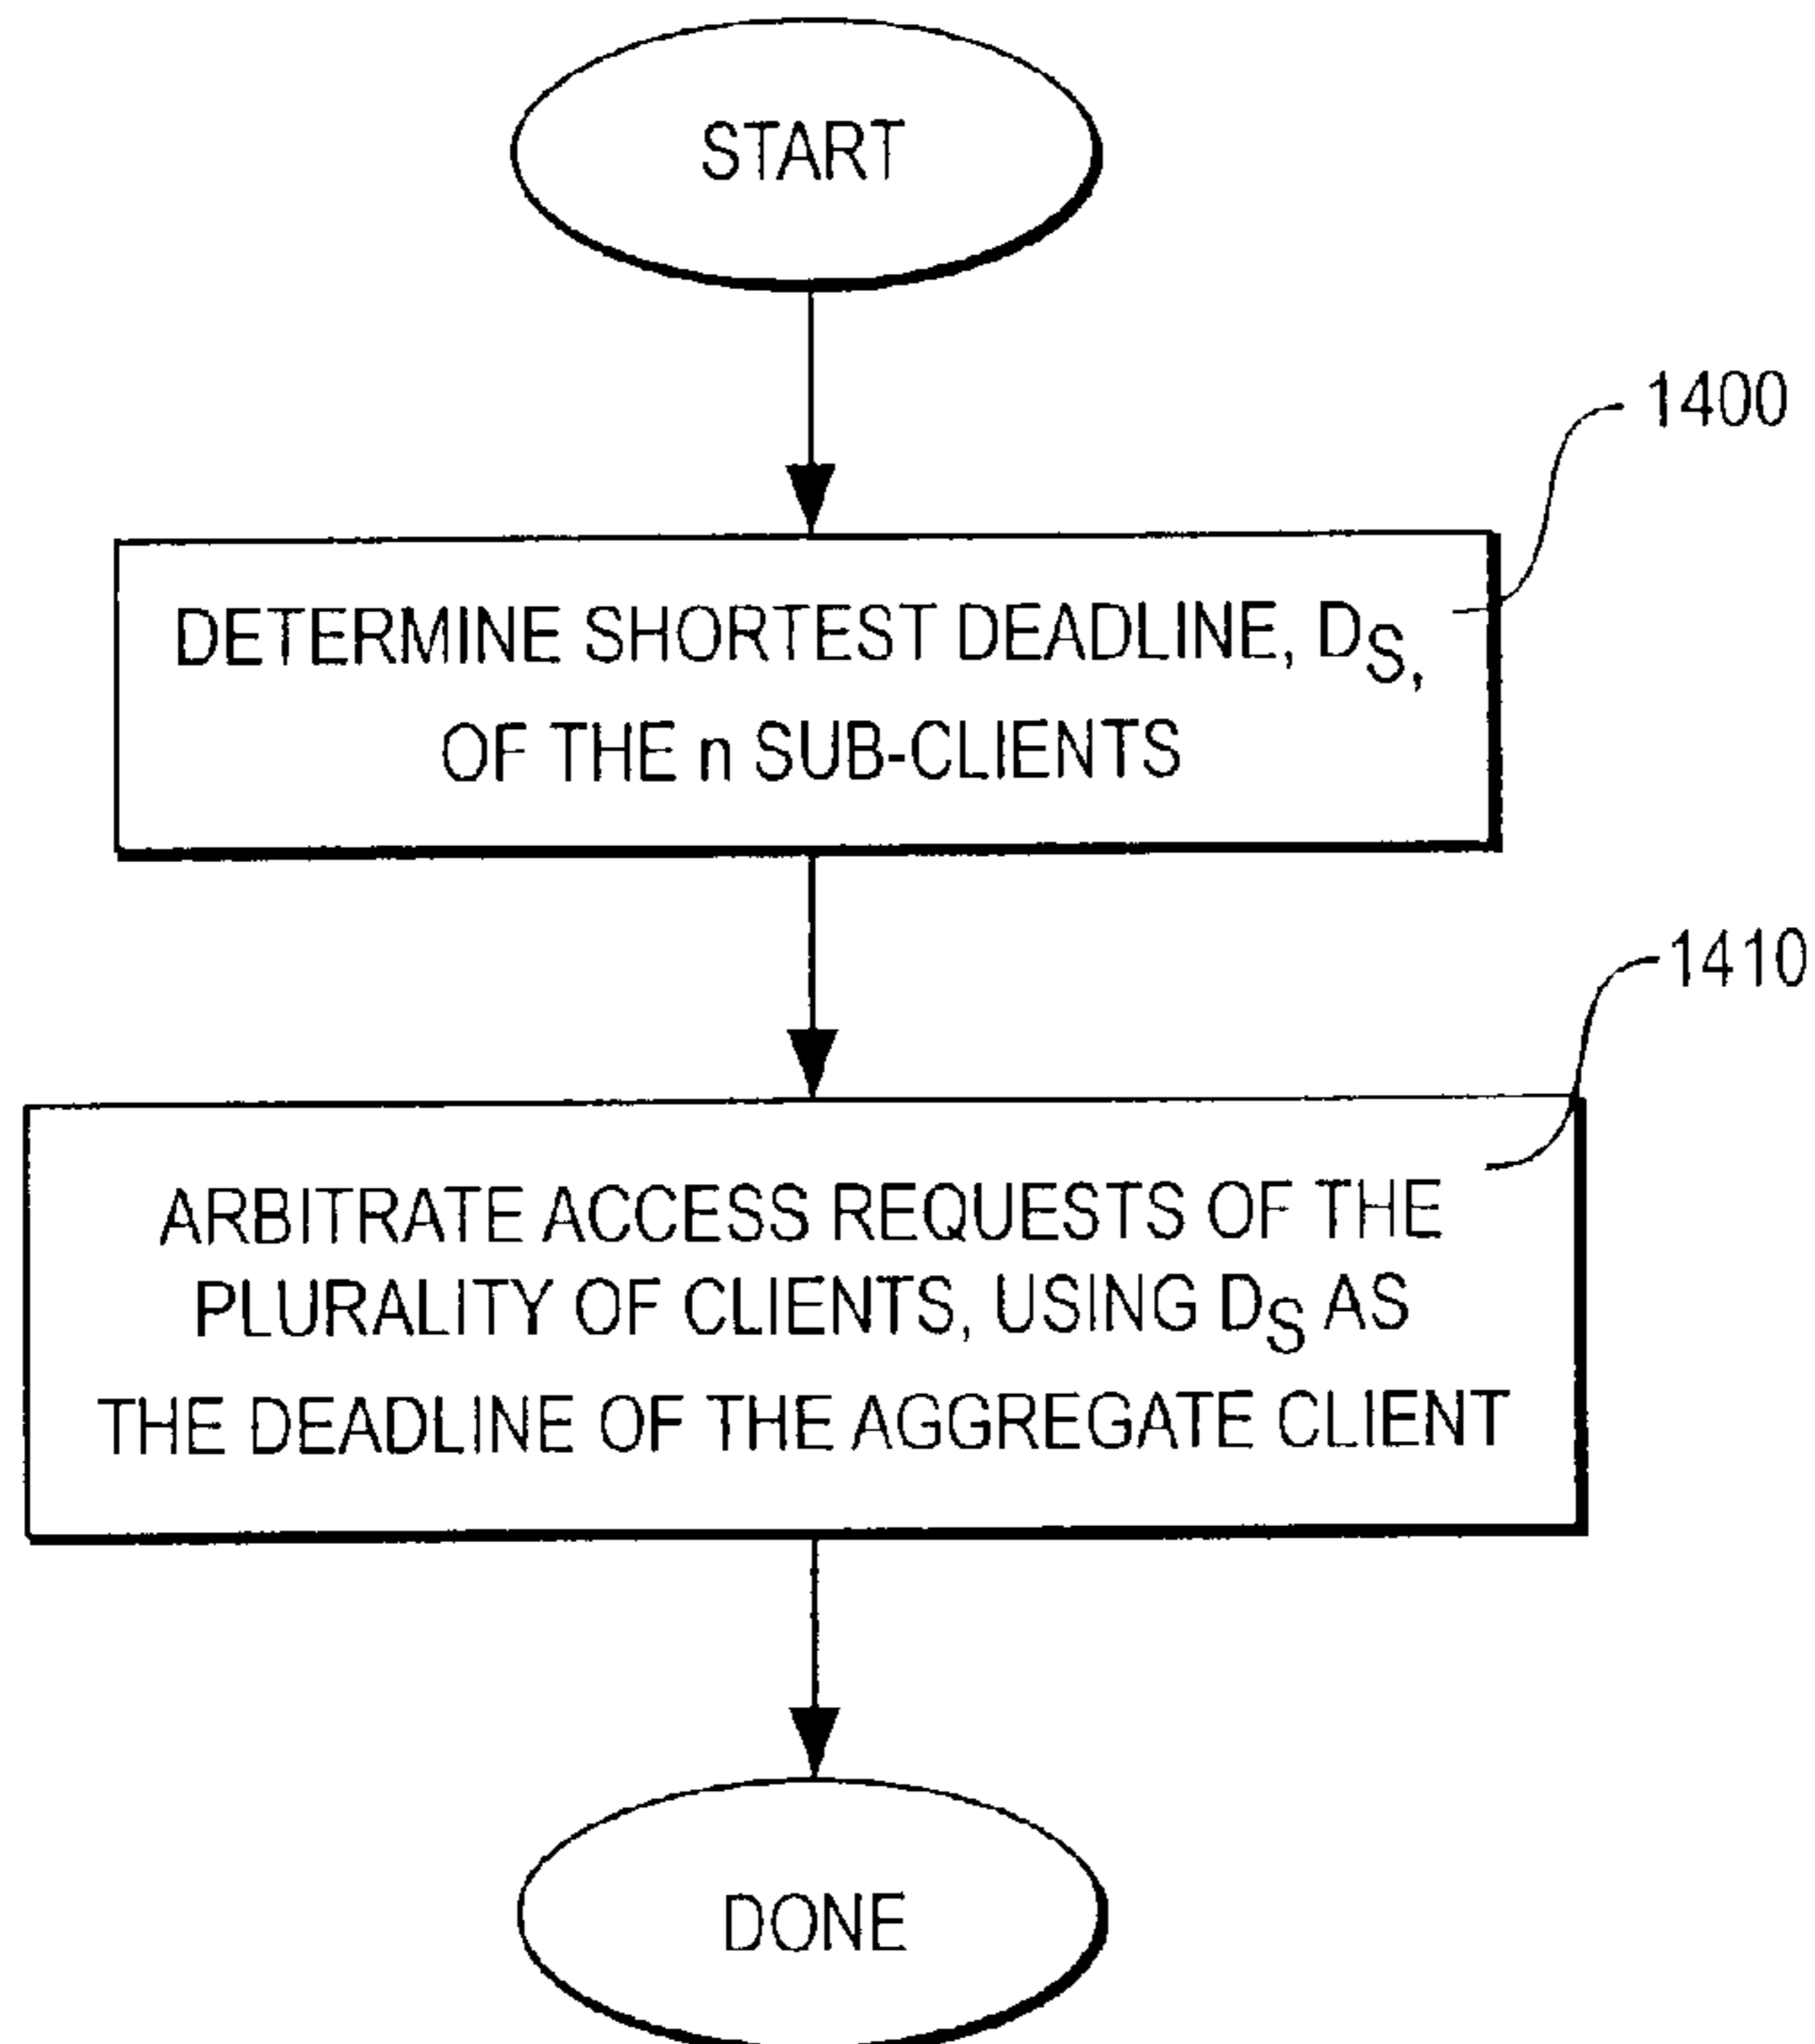 START
1400
DETERMINE SHORTEST DEADLINE, DS,
OF THE n SUB-CLIENTS
1410
ARBITRATE ACCESS REQUESTS OF THE
PLURALITY OF CLIENTS, USING DS AS
THE DEADLINE OF THE AGGREGATE CLIENT
DONE